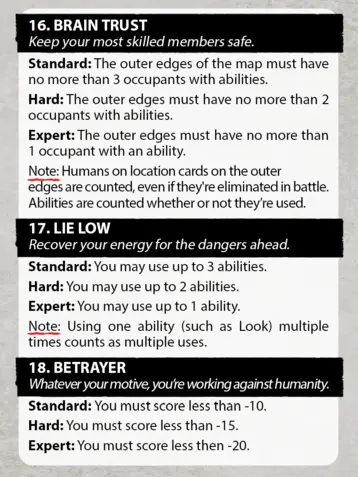 16. BRAIN TRUST
Keep your most skilled members safe.
Standard: The outer edges of the map must have
no more than 3 occupants with abilities.
Hard: The outer edges must have no more than 2
occupants with abilities.
Expert: The outer edges must have no more than
1 occupant with an ability.
Note: Humans on location cards on the outer
edges are counted, even if they're eliminated in battle.
Abilities are counted whether or not they're used.
17. LIE LOW
Recover your energy for the dangers ahead.
Standard: You may use up to 3 abilities.
Hard: You may use up to 2 abilities.
Expert: You may use up to 1 ability.
Note: Using one ability (such as Look) multiple
times counts as multiple uses.
18. BETRAYER
Whatever your motive, you're working against humanity.
Standard: You must score less than -10.
Hard: You must score less than -15.
Expert: You must score less then -20.